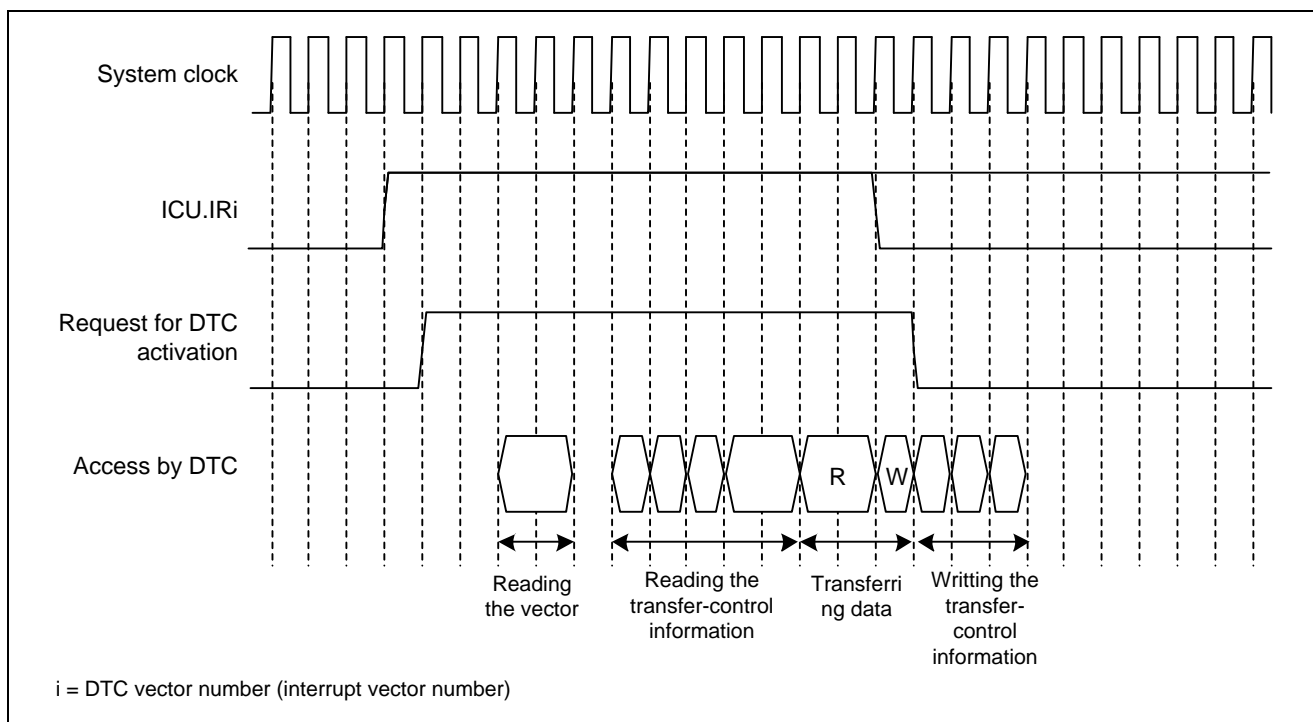 System clock
ICU.IRi
Request for DTC
activation
Access by DTC
R
W
Reading
the vector
Reading the
transfer-control
information
Transferri
ng data
Writting the
transfer-
control
information
i = DTC vector number (interrupt vector number)